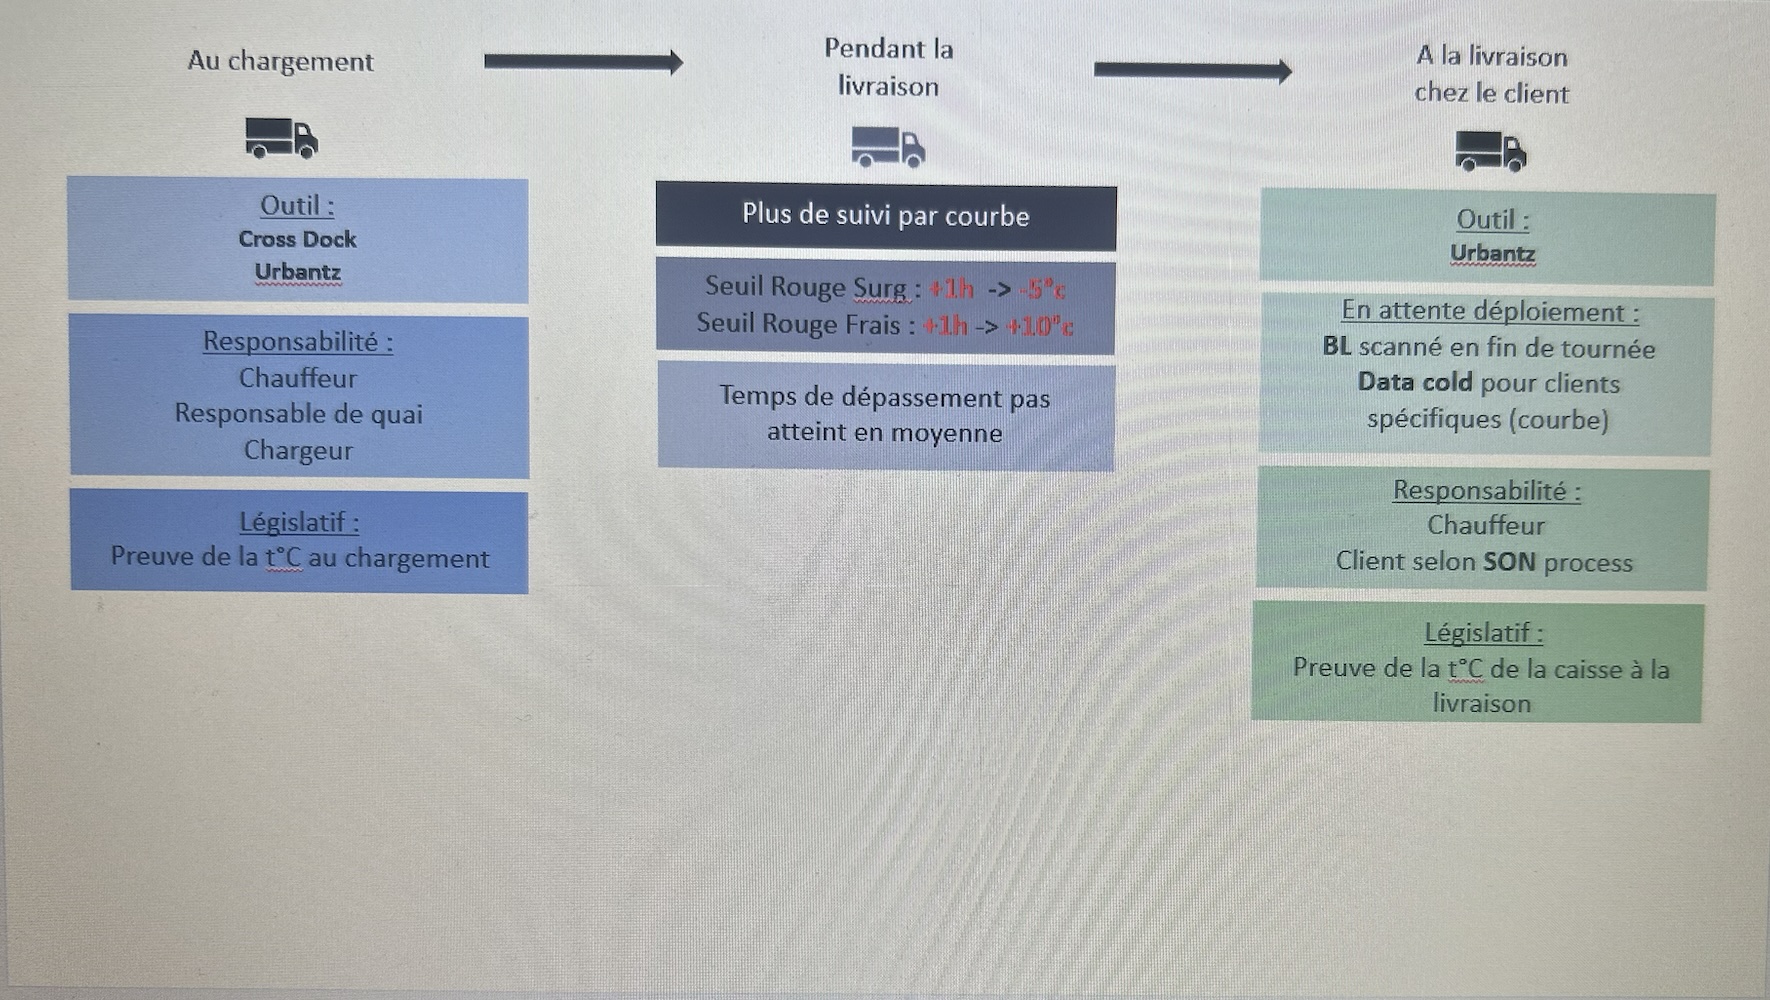 Au chargement
Pendant la
livraison
A la livraison
chez le client
Outil :
Cross Dock
Urbantz
Responsabilité :
Chauffeur
Responsable de quai
Chargeur
Législatif :
Preuve de la t°C au chargement
Plus de suivi par courbe
Seuil Rouge Surg : +1h -> -5°c
Seuil Rouge Frais : +1h -> +10°c
Temps de dépassement pas
atteint en moyenne
Outil :
Urbantz
En attente déploiement :
BL scanné en fin de tournée
Data cold pour clients
spécifiques (courbe)
Responsabilité :
Chauffeur
Client selon SON process
Législatif :
Preuve de la t°C de la caisse à la
livraison